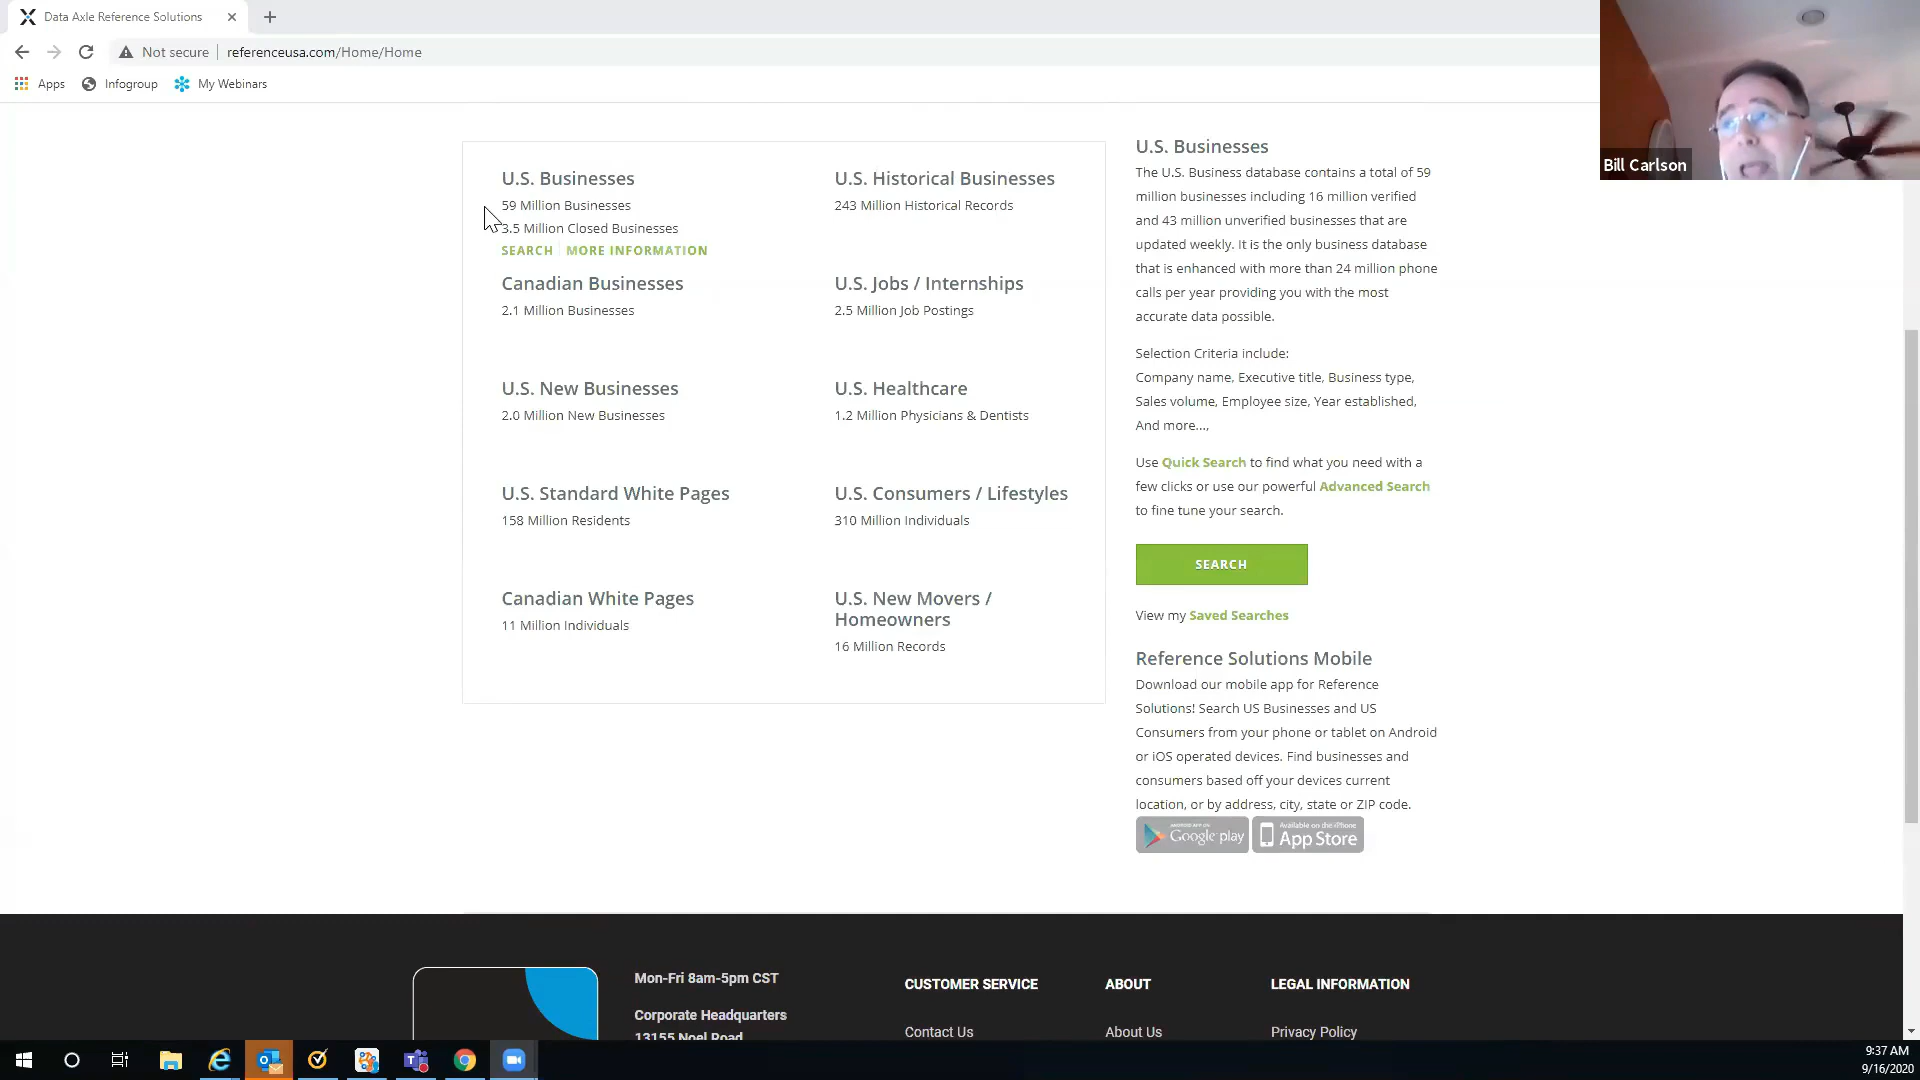 Data Axle Reference Solutions
Not secure referenceusa.com/Home/Home
Apps Infogroup My Webinars
Bill Carlson
U.S. Businesses
59 Million Businesses
3.5 Million Closed Businesses
SEARCH MORE INFORMATION
U.S. Historical Businesses
243 Million Historical Records
Canadian Businesses
2.1 Million Businesses
U.S. Jobs / Internships
2.5 Million Job Postings
U.S. New Businesses
2.0 Million New Businesses
U.S. Healthcare
1.2 Million Physicians & Dentists
U.S. Standard White Pages
158 Million Residents
U.S. Consumers / Lifestyles
310 Million Individuals
Canadian White Pages
11 Million Individuals
U.S. New Movers /
Homeowners
16 Million Records
U.S. Businesses
The U.S. Business database contains a total of 59
million businesses including 16 million verified
and 43 million unverified businesses that are
updated weekly. It is the only business database
that is enhanced with more than 24 million phone
calls per year providing you with the most
accurate data possible.
Selection Criteria include:
Company name, Executive title, Business type,
Sales volume, Employee size, Year established,
And more...,
Use Quick Search to find what you need with a
few clicks or use our powerful Advanced Search
to fine tune your search.
SEARCH
View my Saved Searches
Reference Solutions Mobile
Download our mobile app for Reference
Solutions! Search US Businesses and US
Consumers from your phone or tablet on Android
or iOS operated devices. Find businesses and
consumers based off your devices current
location, or by address, city, state or ZIP code.
ANDROID APP ON
Google play
Available on the iPhone
App Store
Mon-Fri 8am-5pm CST
Corporate Headquarters
13155 Noel Road
CUSTOMER SERVICE
Contact Us
ABOUT
About Us
LEGAL INFORMATION
Privacy Policy
9:37 AM
9/16/2020